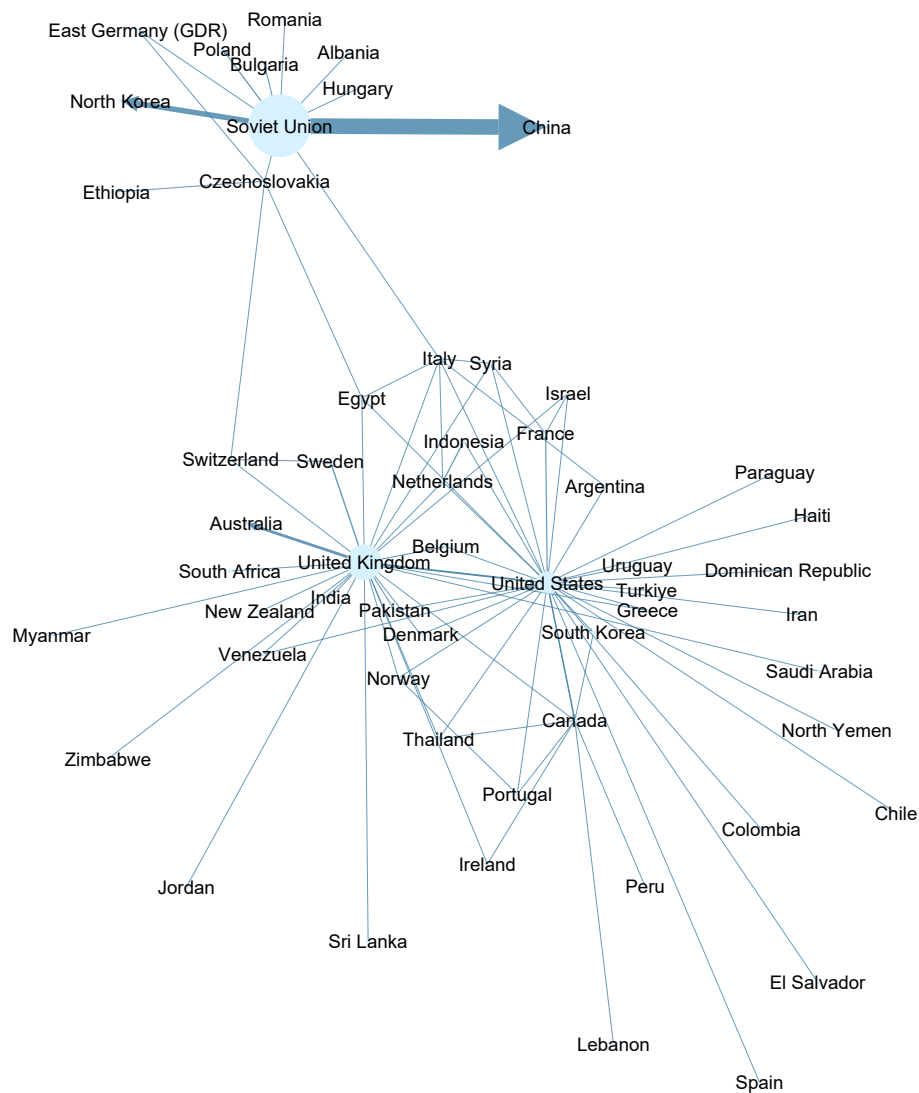 Romania
East Germany (GDR)
Poland
Albania
Bulgaria
Hungary
North Korea
Soviet Union
China
Czechoslovakia
Ethiopia
Italy
Syria
Israel
Egypt
France
Indonesia
Switzerland
Sweden
Netherlands
Paraguay
Argentina
Haiti
Australia
Belgium
United Kingdom
Uruguay
South Africa
Dominican Republic
United States
Turkiye
India
New Zealand
Pakistan
Greece
Iran
Myanmar
Denmark
South Korea
Venezuela
Saudi Arabia
Norway
Canada
North Yemen
Thailand
Zimbabwe
Portugal
Chile
Colombia
Ireland
Jordan
Peru
Sri Lanka
El Salvador
Lebanon
Spain